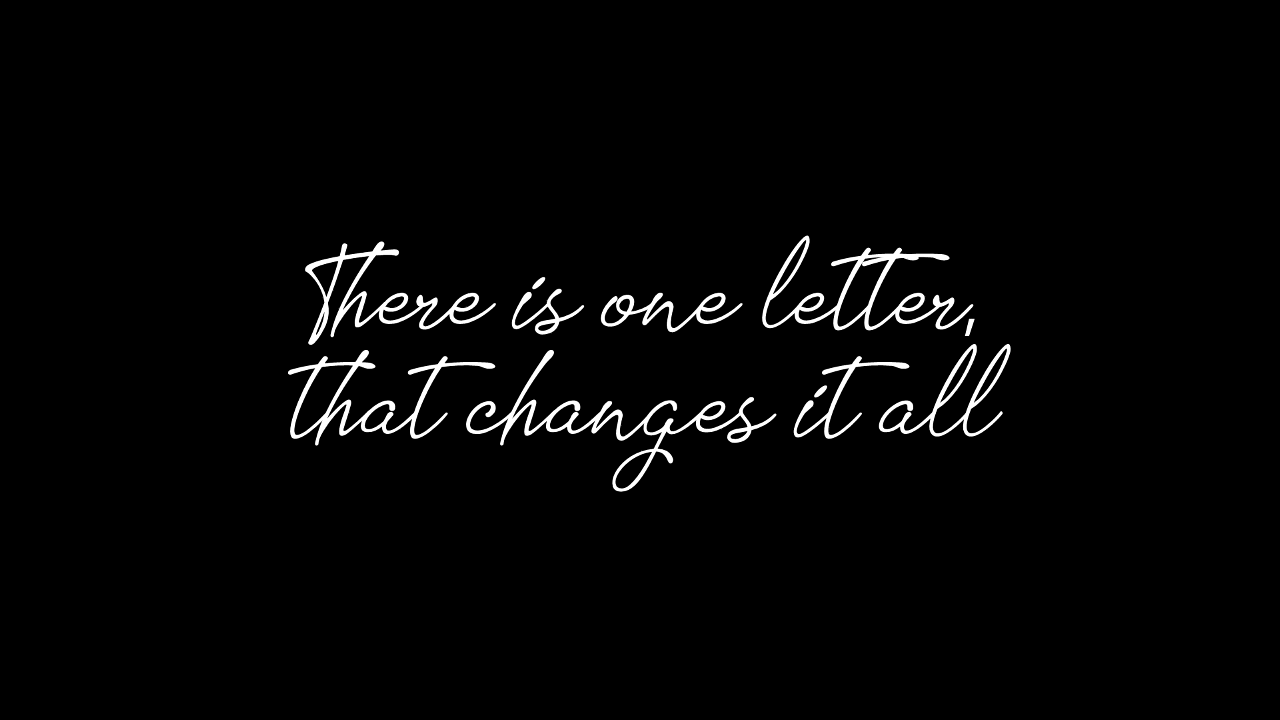 There is one letter,
that changes it all